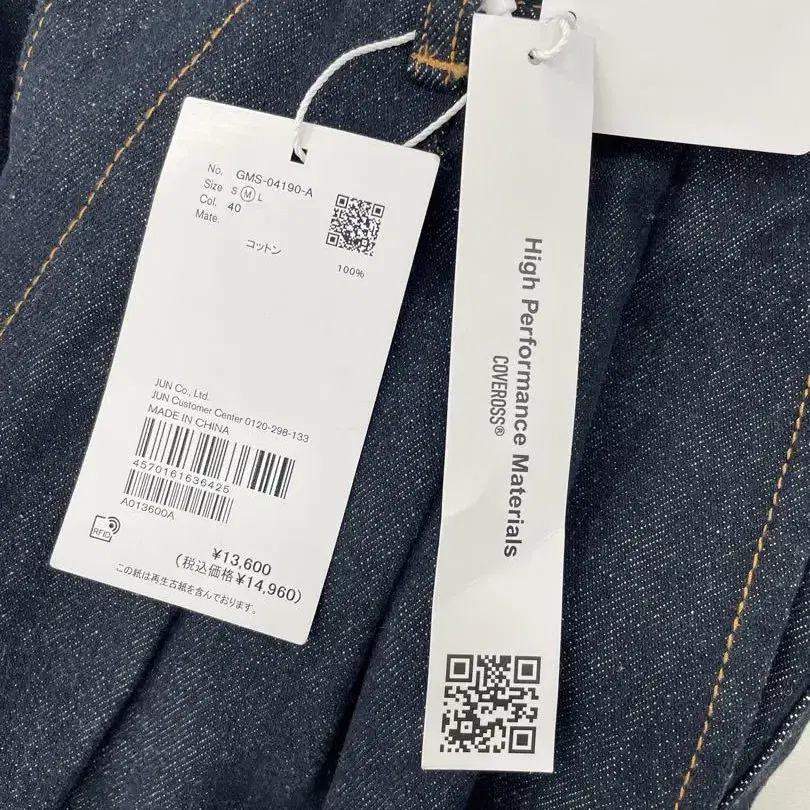 No. GMS-04190-A
Size S M L
Col. 40
Mate.
コットン
100%
JUN Co., Ltd.
JUN Customer Center 0120-298-133
MADE IN CHINA
4570161636425
A013600A
RFID
¥13,600
(税込価格¥14,960)
この紙は再生古紙を含んでおります。
High Performance Materials
COVEROSS®